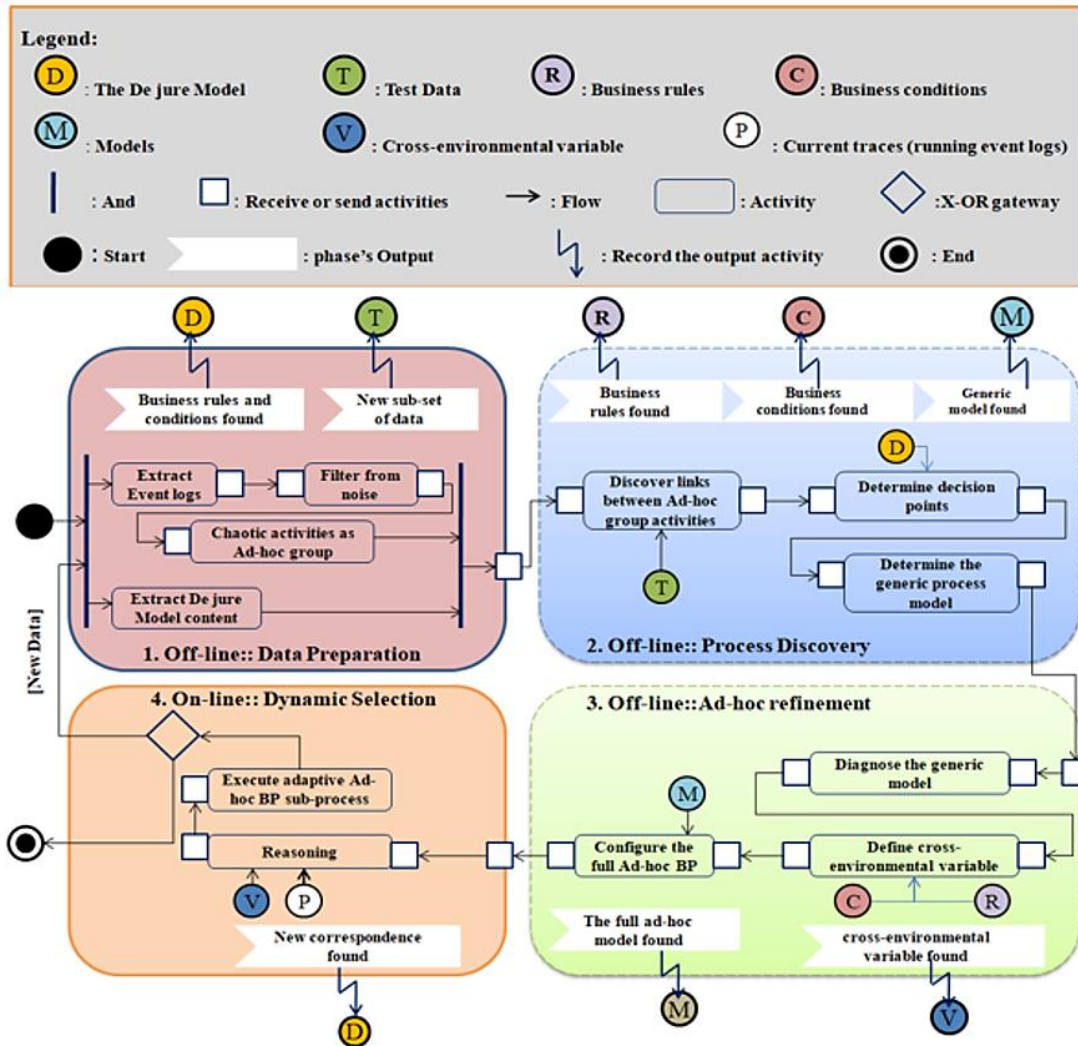 Legend:
D : The De jure Model T : Test Data R : Business rules C : Business conditions
M : Models V : Cross-environmental variable P : Current traces (running event logs)
: And : Receive or send activities : Flow : Activity :X-OR gateway
: Start : phase's Output : Record the output activity : End
D T R C M
Business rules and
conditions found
New sub-set
of data
Extract
Event logs
Filter from
noise
Chaotic activities as
Ad-hoc group
Extract De jure
Model content
1. Off-line:: Data Preparation
[New Data]
Business
rules found
Business
conditions found
Generic
model found
D
Discover links
between Ad-hoc
group activities
Determine decision
points
T
Determine the
generic process
model
2. Off-line:: Process Discovery
3. Off-line::Ad-hoc refinement
Diagnose the generic
model
M
Configure the
full Ad-hoc BP
Define cross-
environmental variable
C R
The full ad-hoc
model found
cross-environmental
variable found
M V
4. On-line:: Dynamic Selection
Execute adaptive Ad-
hoc BP sub-process
Reasoning
V P
New correspondence
found
D